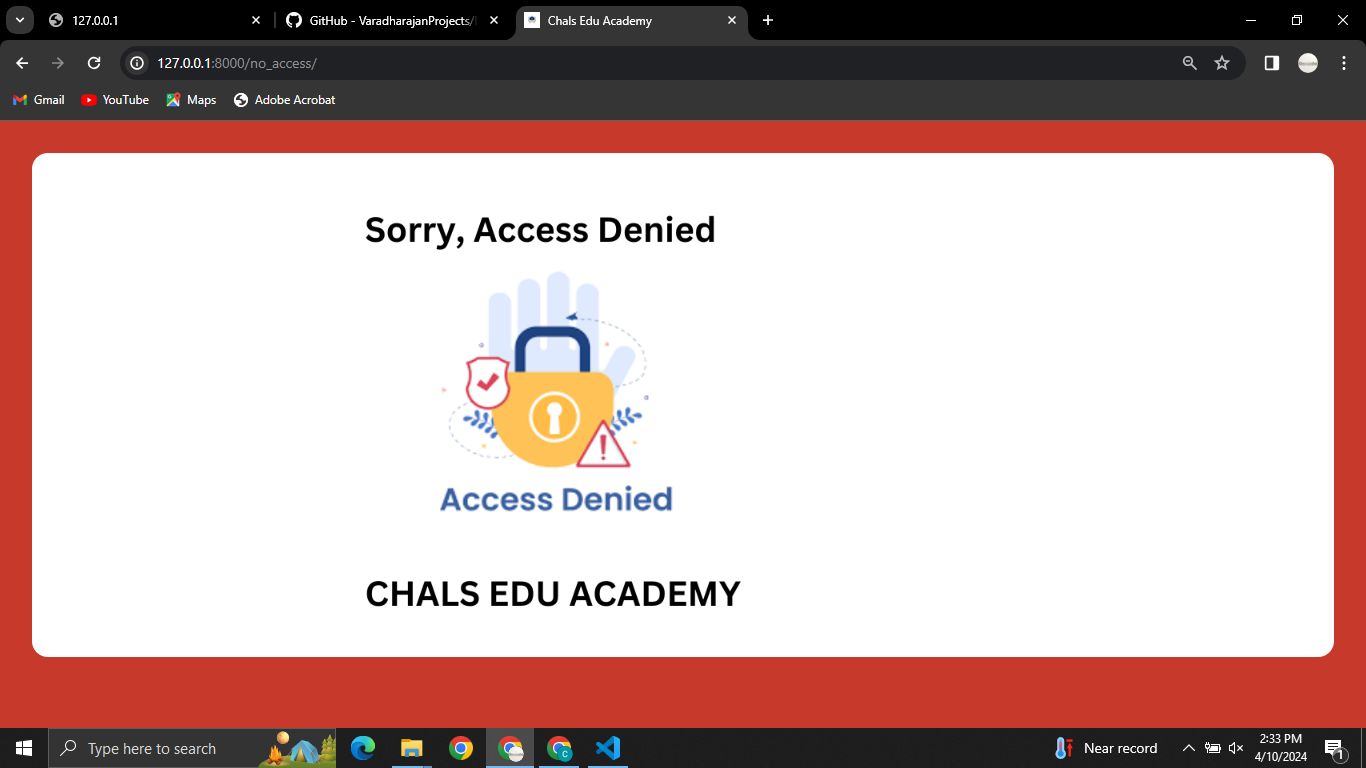 127.0.0.1
GitHub - VaradharajanProjects/
Chals Edu Academy
127.0.0.1:8000/no_access/
Gmail
YouTube
Maps
Adobe Acrobat
Sorry, Access Denied
Access Denied
CHALS EDU ACADEMY
Type here to search
Near record
2:33 PM
4/10/2024
1